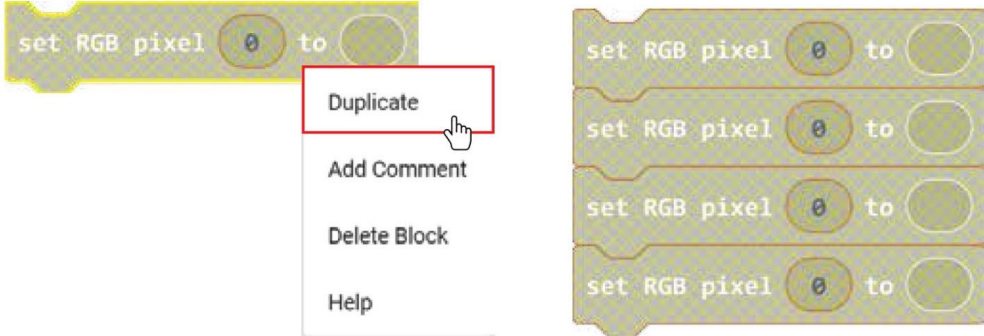 set RGB pixel 0 to
Duplicate
Add Comment
Delete Block
Help
set RGB pixel 0 to
set RGB pixel 0 to
set RGB pixel 0 to
set RGB pixel 0 to